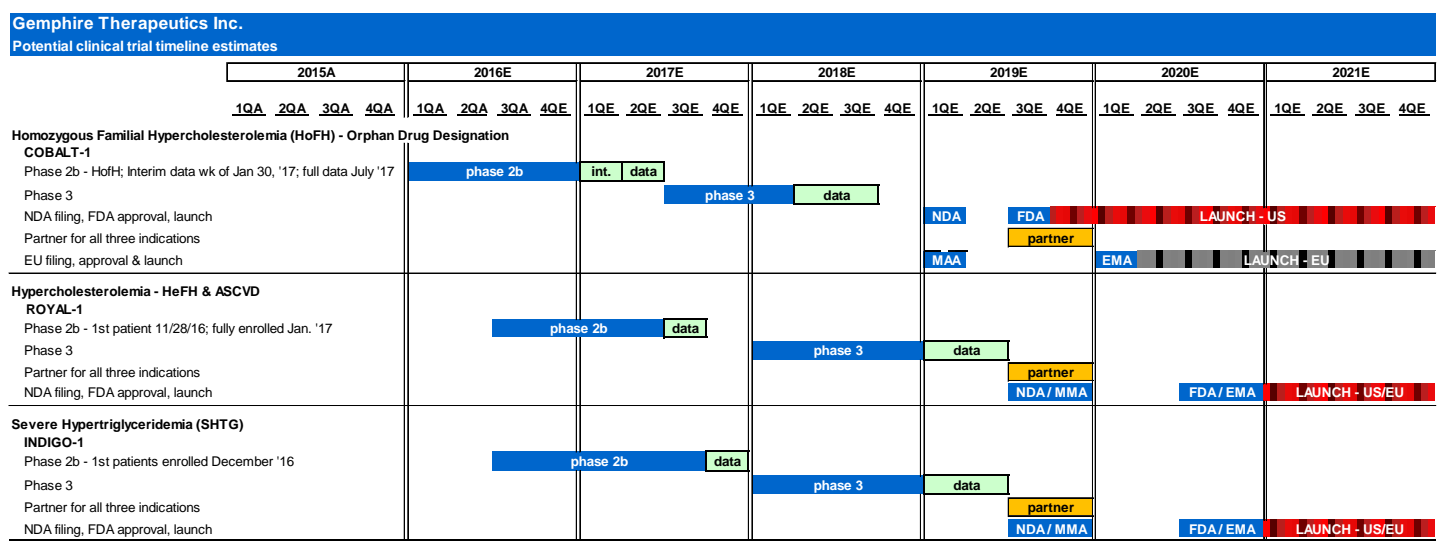 Gemphire Therapeutics Inc.
Potential clinical trial timeline estimates
2015A 2016E 2017E 2018E 2019E 2020E 2021E
1QA 2QA 3QA 4QA 1QA 2QA 3QA 4QE 1QE 2QE 3QE 4QE 1QE 2QE 3QE 4QE 1QE 2QE 3QE 4QE 1QE 2QE 3QE 4QE 1QE 2QE 3QE 4QE
Homozygous Familial Hypercholesterolemia (HoFH) - Orphan Drug Designation
COBALT-1
Phase 2b - HofH; Interim data wk of Jan 30, '17; full data July '17 phase 2b int. data
Phase 3 phase 3 data
NDA filing, FDA approval, launch NDA FDA LAUNCH - US
Partner for all three indications partner
EU filing, approval & launch MAA EMA LAUNCH - EU
Hypercholesterolemia - HeFH & ASCVD
ROYAL-1
Phase 2b - 1st patient 11/28/16; fully enrolled Jan. '17 phase 2b data
Phase 3 phase 3 data
Partner for all three indications partner
NDA filing, FDA approval, launch NDA / MMA FDA / EMA LAUNCH - US/EU
Severe Hypertriglyceridemia (SHTG)
INDIGO-1
Phase 2b - 1st patients enrolled December '16 phase 2b data
Phase 3 phase 3 data
Partner for all three indications partner
NDA filing, FDA approval, launch NDA / MMA FDA / EMA LAUNCH - US/EU